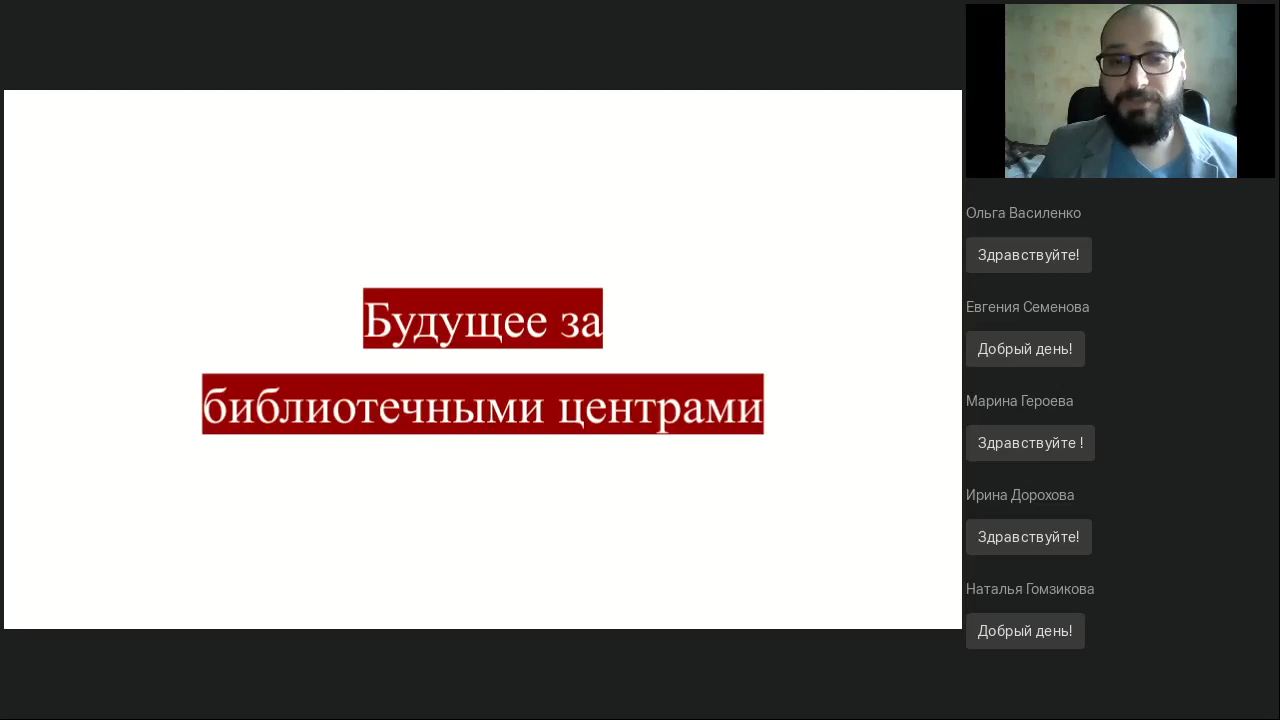 Будущее за
библиотечными центрами
Ольга Василенко
Здравствуйте!
Евгения Семенова
Добрый день!
Марина Героева
Здравствуйте !
Ирина Дорохова
Здравствуйте!
Наталья Гомзикова
Добрый день!